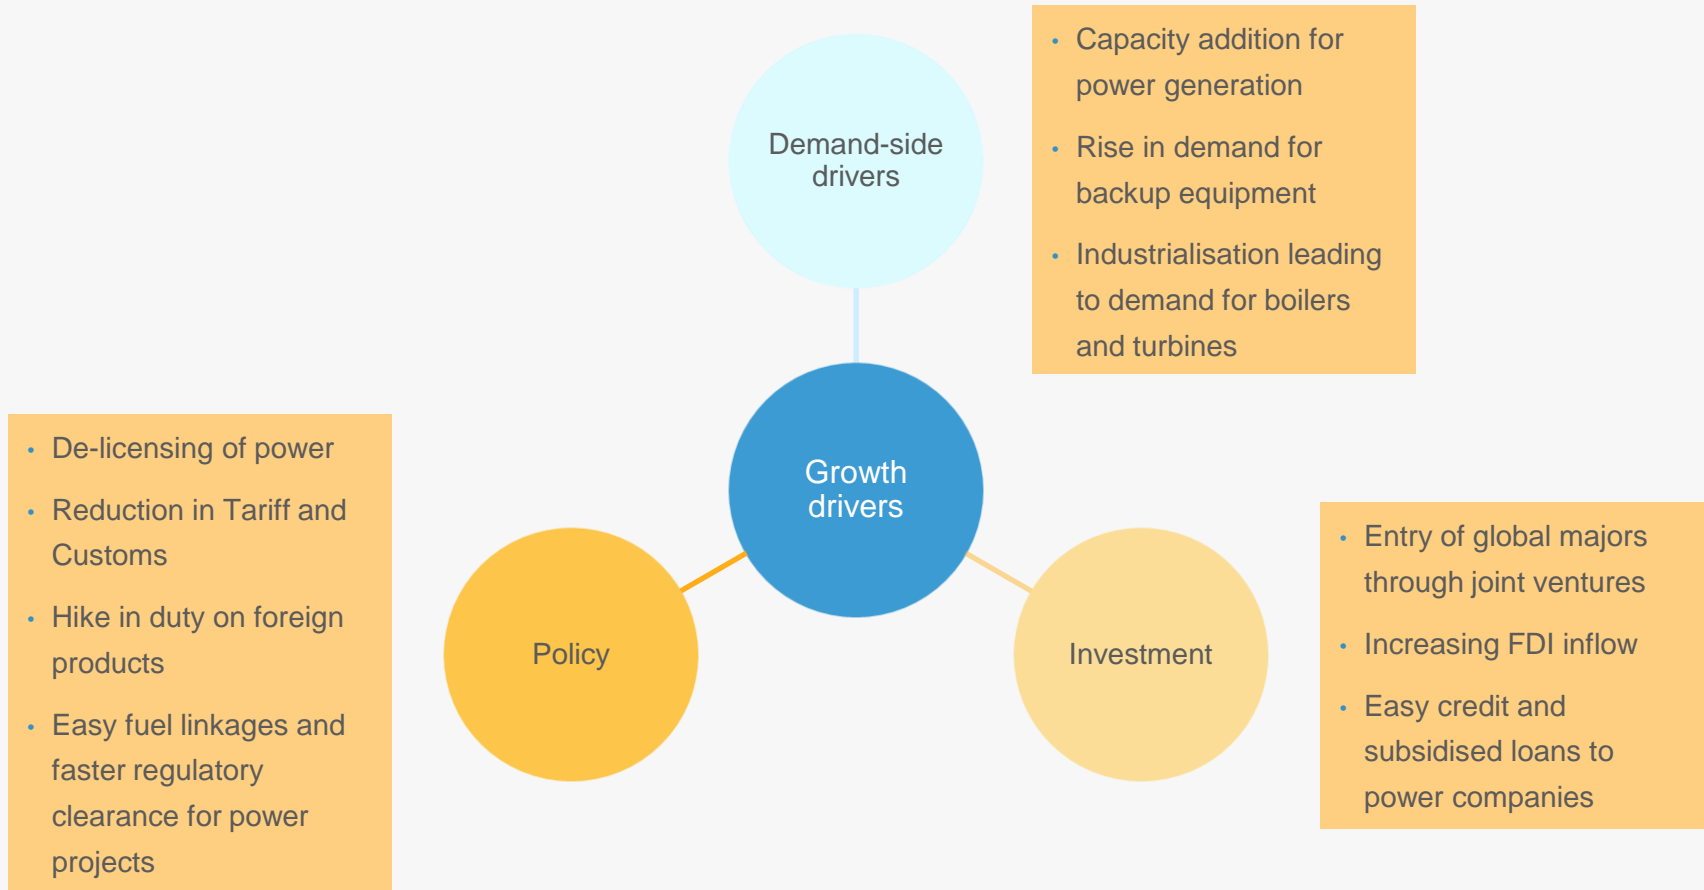 Demand-side
drivers
• Capacity addition for
power generation
• Rise in demand for
backup equipment
• Industrialisation leading
to demand for boilers
and turbines
Growth
drivers
• De-licensing of power
• Reduction in Tariff and
Customs
• Hike in duty on foreign
products
• Easy fuel linkages and
faster regulatory
clearance for power
projects
Policy
Investment
• Entry of global majors
through joint ventures
• Increasing FDI inflow
• Easy credit and
subsidised loans to
power companies